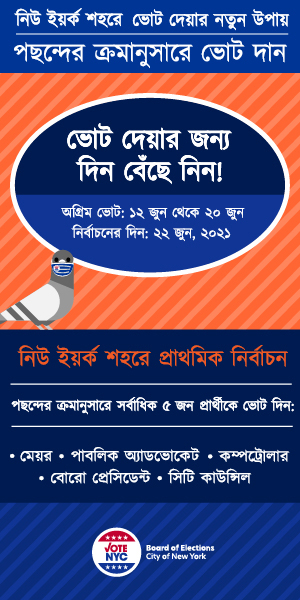 নিউ ইয়র্ক শহরে ভোট দেয়ার নতুন উপায়
পছন্দের ক্রমানুসারে ভোট দান
ভোট দেয়ার জন্য
দিন বেঁছে নিন!
অগ্রিম ভোট: ১২ জুন থেকে ২০ জুন
নির্বাচনের দিন: ২২ জুন, ২০২১
নিউ ইয়র্ক শহরে প্রাথমিক নির্বাচন
পছন্দের ক্রমানুসারে সর্বাধিক ৫ জন প্রার্থীকে ভোট দিন:
• মেয়র • পাবলিক অ্যাডভোকেট • কম্পট্রোলার
• বোরো প্রেসিডেন্ট • সিটি কাউন্সিল
VOTE
NYC
Board of Elections
City of New York